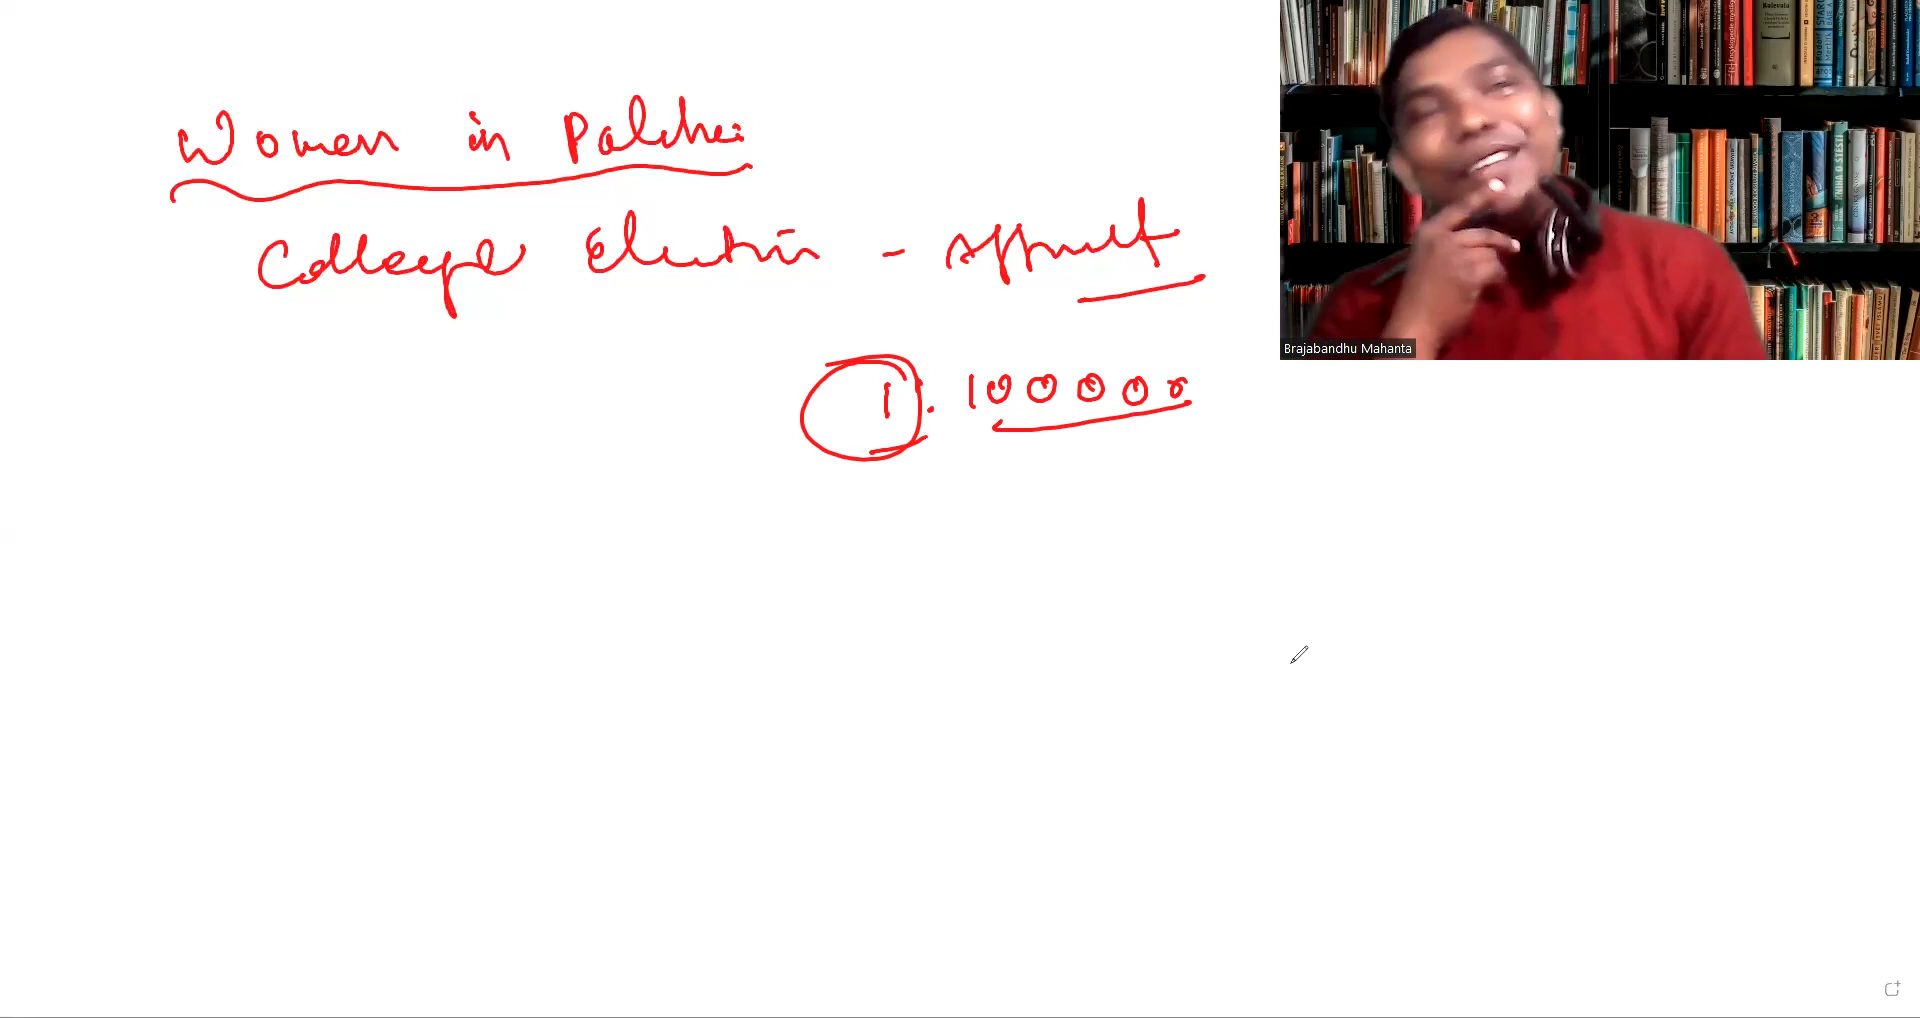 Women in Politics
College Election -
1. 100000
Brajabandhu Mahanta